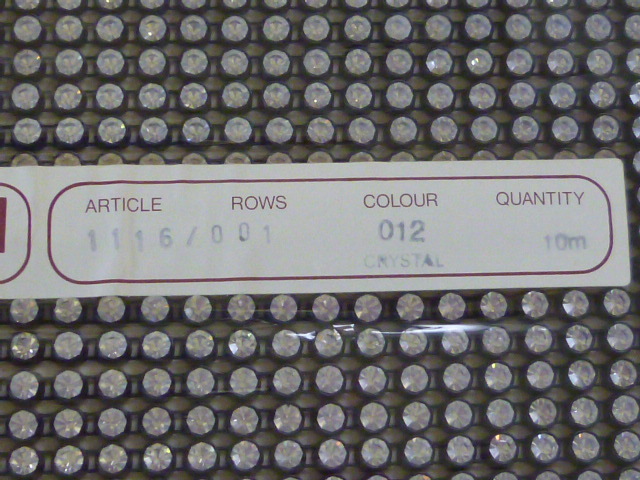 ARTICLE ROWS COLOUR QUANTITY
1116/001 012 10m
CRYSTAL